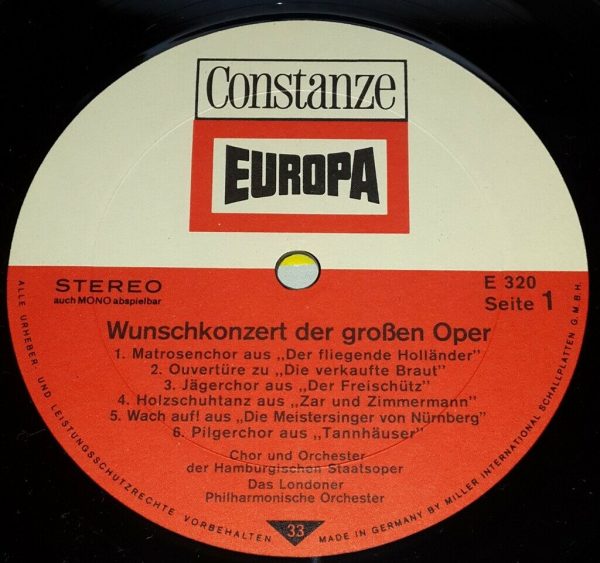 Constanze
EUROPA
STEREO
auch MONO abspielbar
E 320
Seite 1
Wunschkonzert der großen Oper
1. Matrosenchor aus „Der fliegende Holländer"
2. Ouvertüre zu „Die verkaufte Braut"
3. Jägerchor aus „Der Freischütz"
4. Holzschuhtanz aus „Zar und Zimmermann"
5. Wach auf! aus „Die Meistersinger von Nürnberg"
6. Pilgerchor aus „Tannhäuser"
Chor und Orchester
der Hamburgischen Staatsoper
Das Londoner
Philharmonische Orchester
ALLE URHEBER- UND LEISTUNGSSCHUTZRECHTE VORBEHALTEN
33
MADE IN GERMANY BY MILLER INTERNATIONAL SCHALLPLATTEN G.M.B.H.